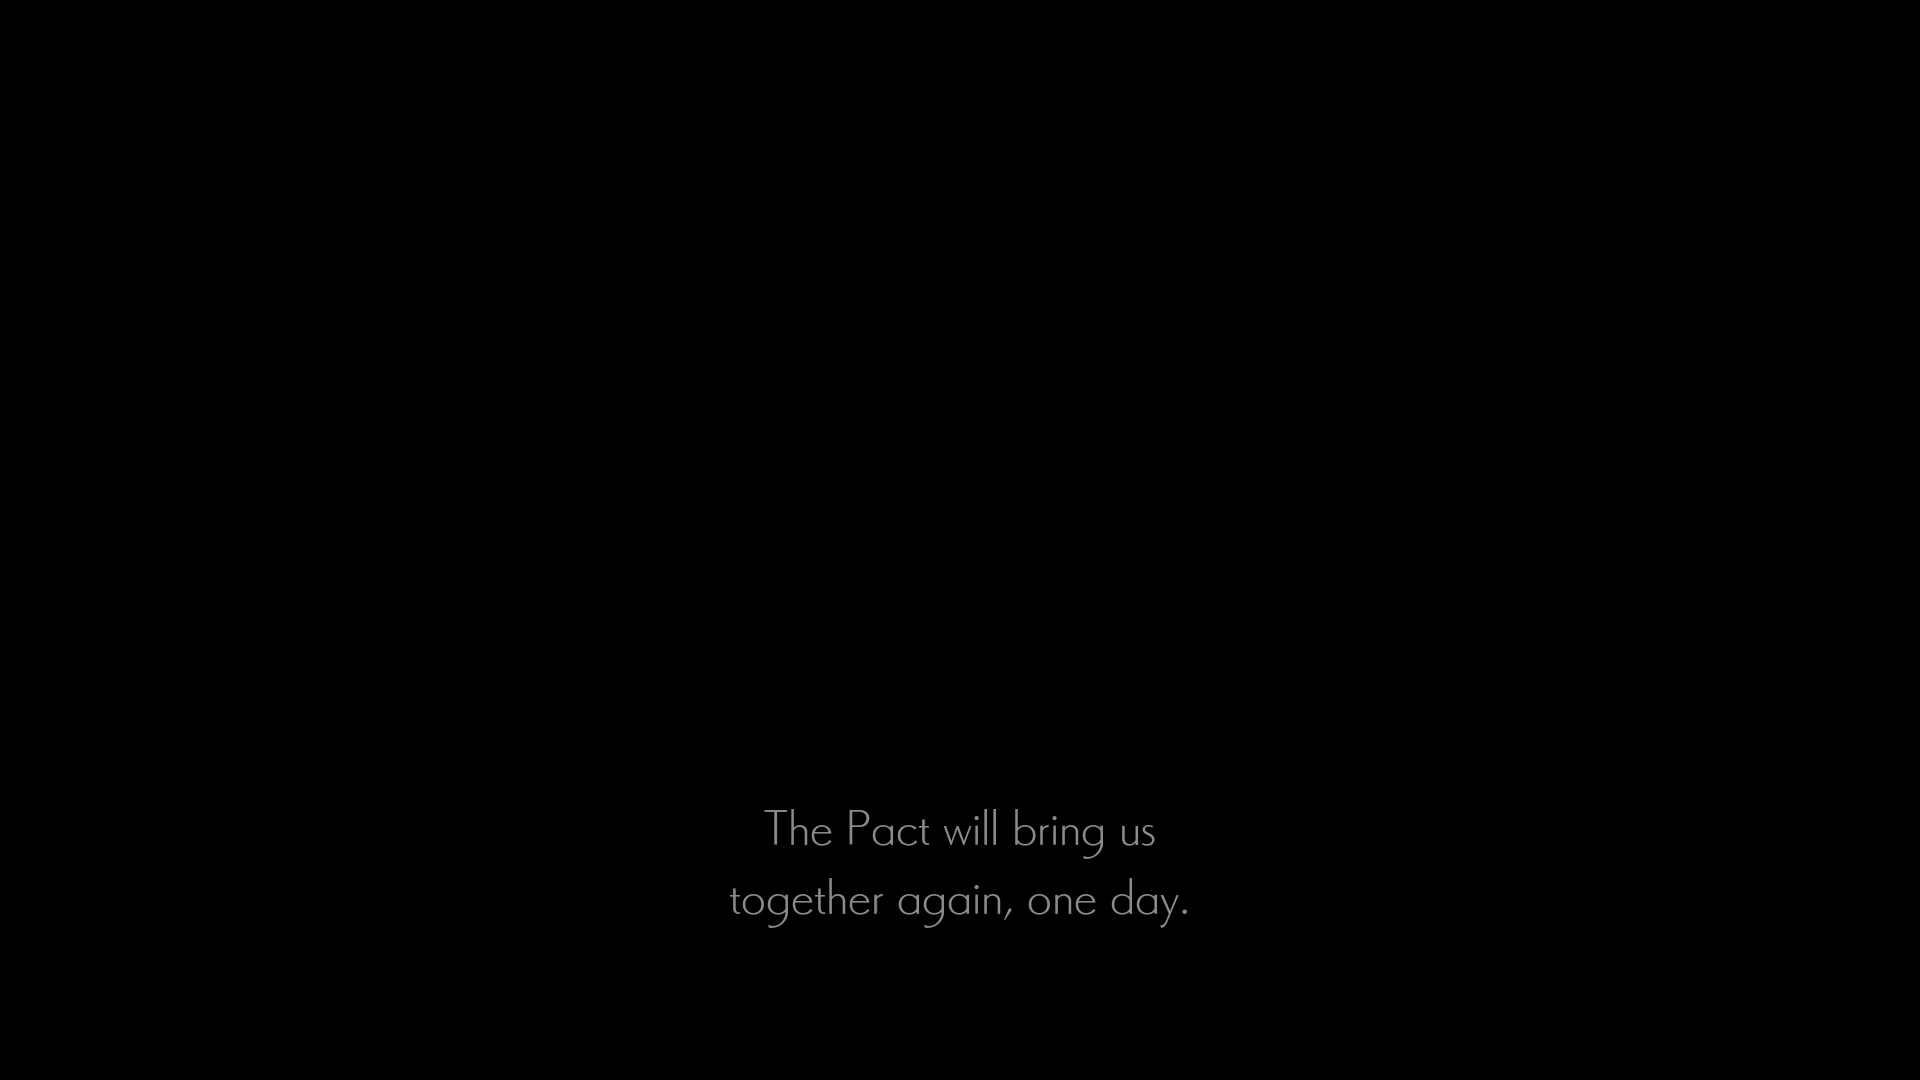 The Pact will bring us
together again, one day.